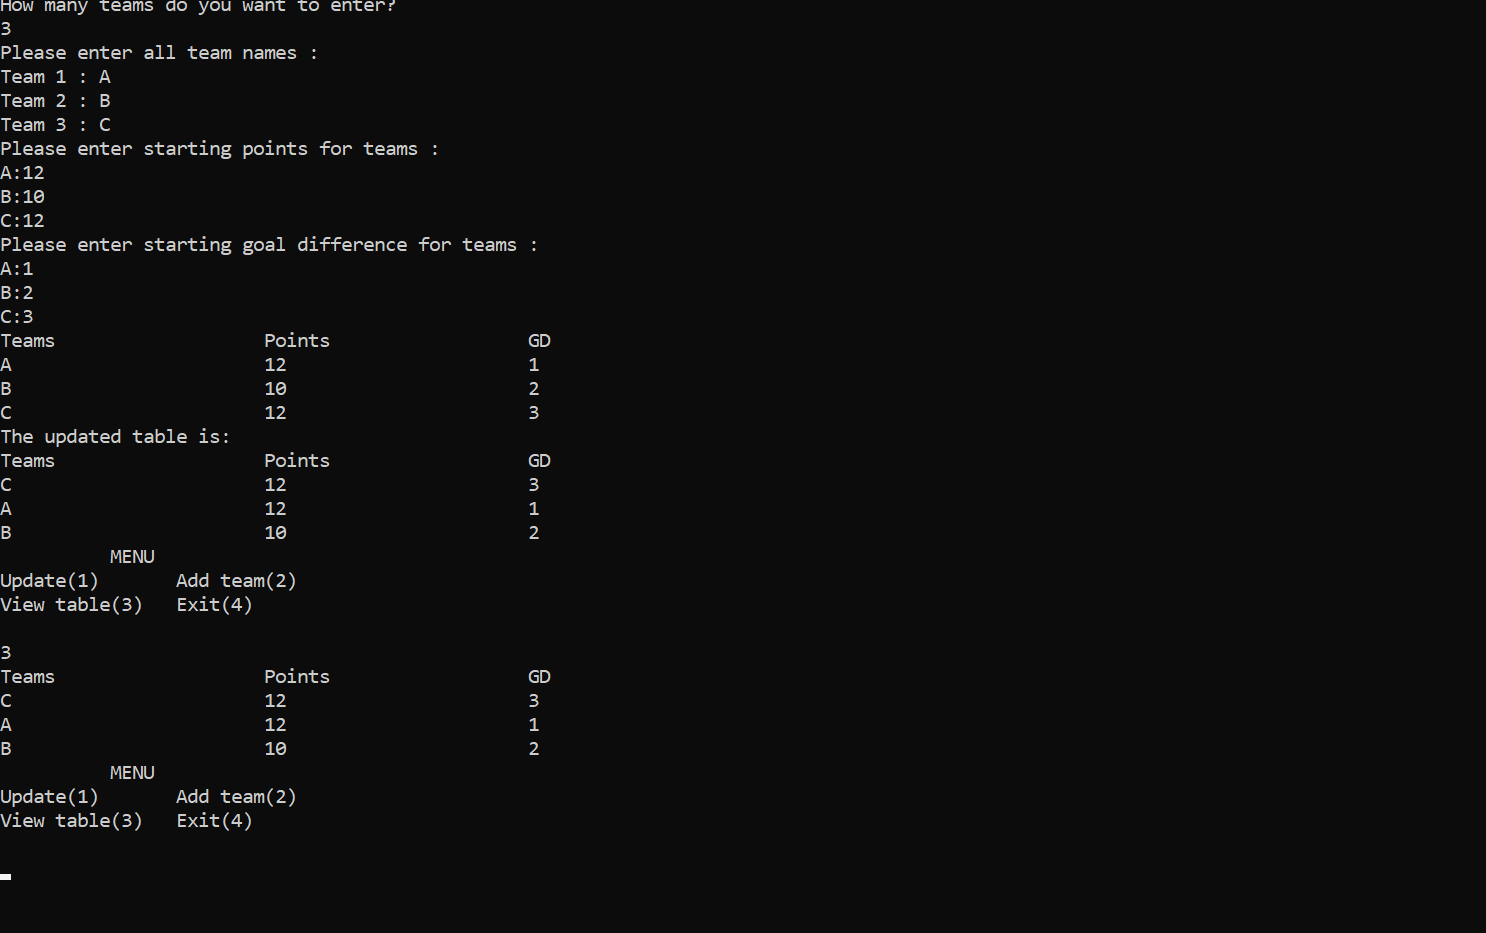 How many teams do you want to enter?
3
Please enter all team names :
Team 1 : A
Team 2 : B
Team 3 : C
Please enter starting points for teams :
A:12
B:10
C:12
Please enter starting goal difference for teams :
A:1
B:2
C:3
Teams Points GD
A 12 1
B 10 2
C 12 3
The updated table is:
Teams Points GD
C 12 3
A 12 1
B 10 2
MENU
Update(1) Add team(2)
View table(3) Exit(4)
3
Teams Points GD
C 12 3
A 12 1
B 10 2
MENU
Update(1) Add team(2)
View table(3) Exit(4)